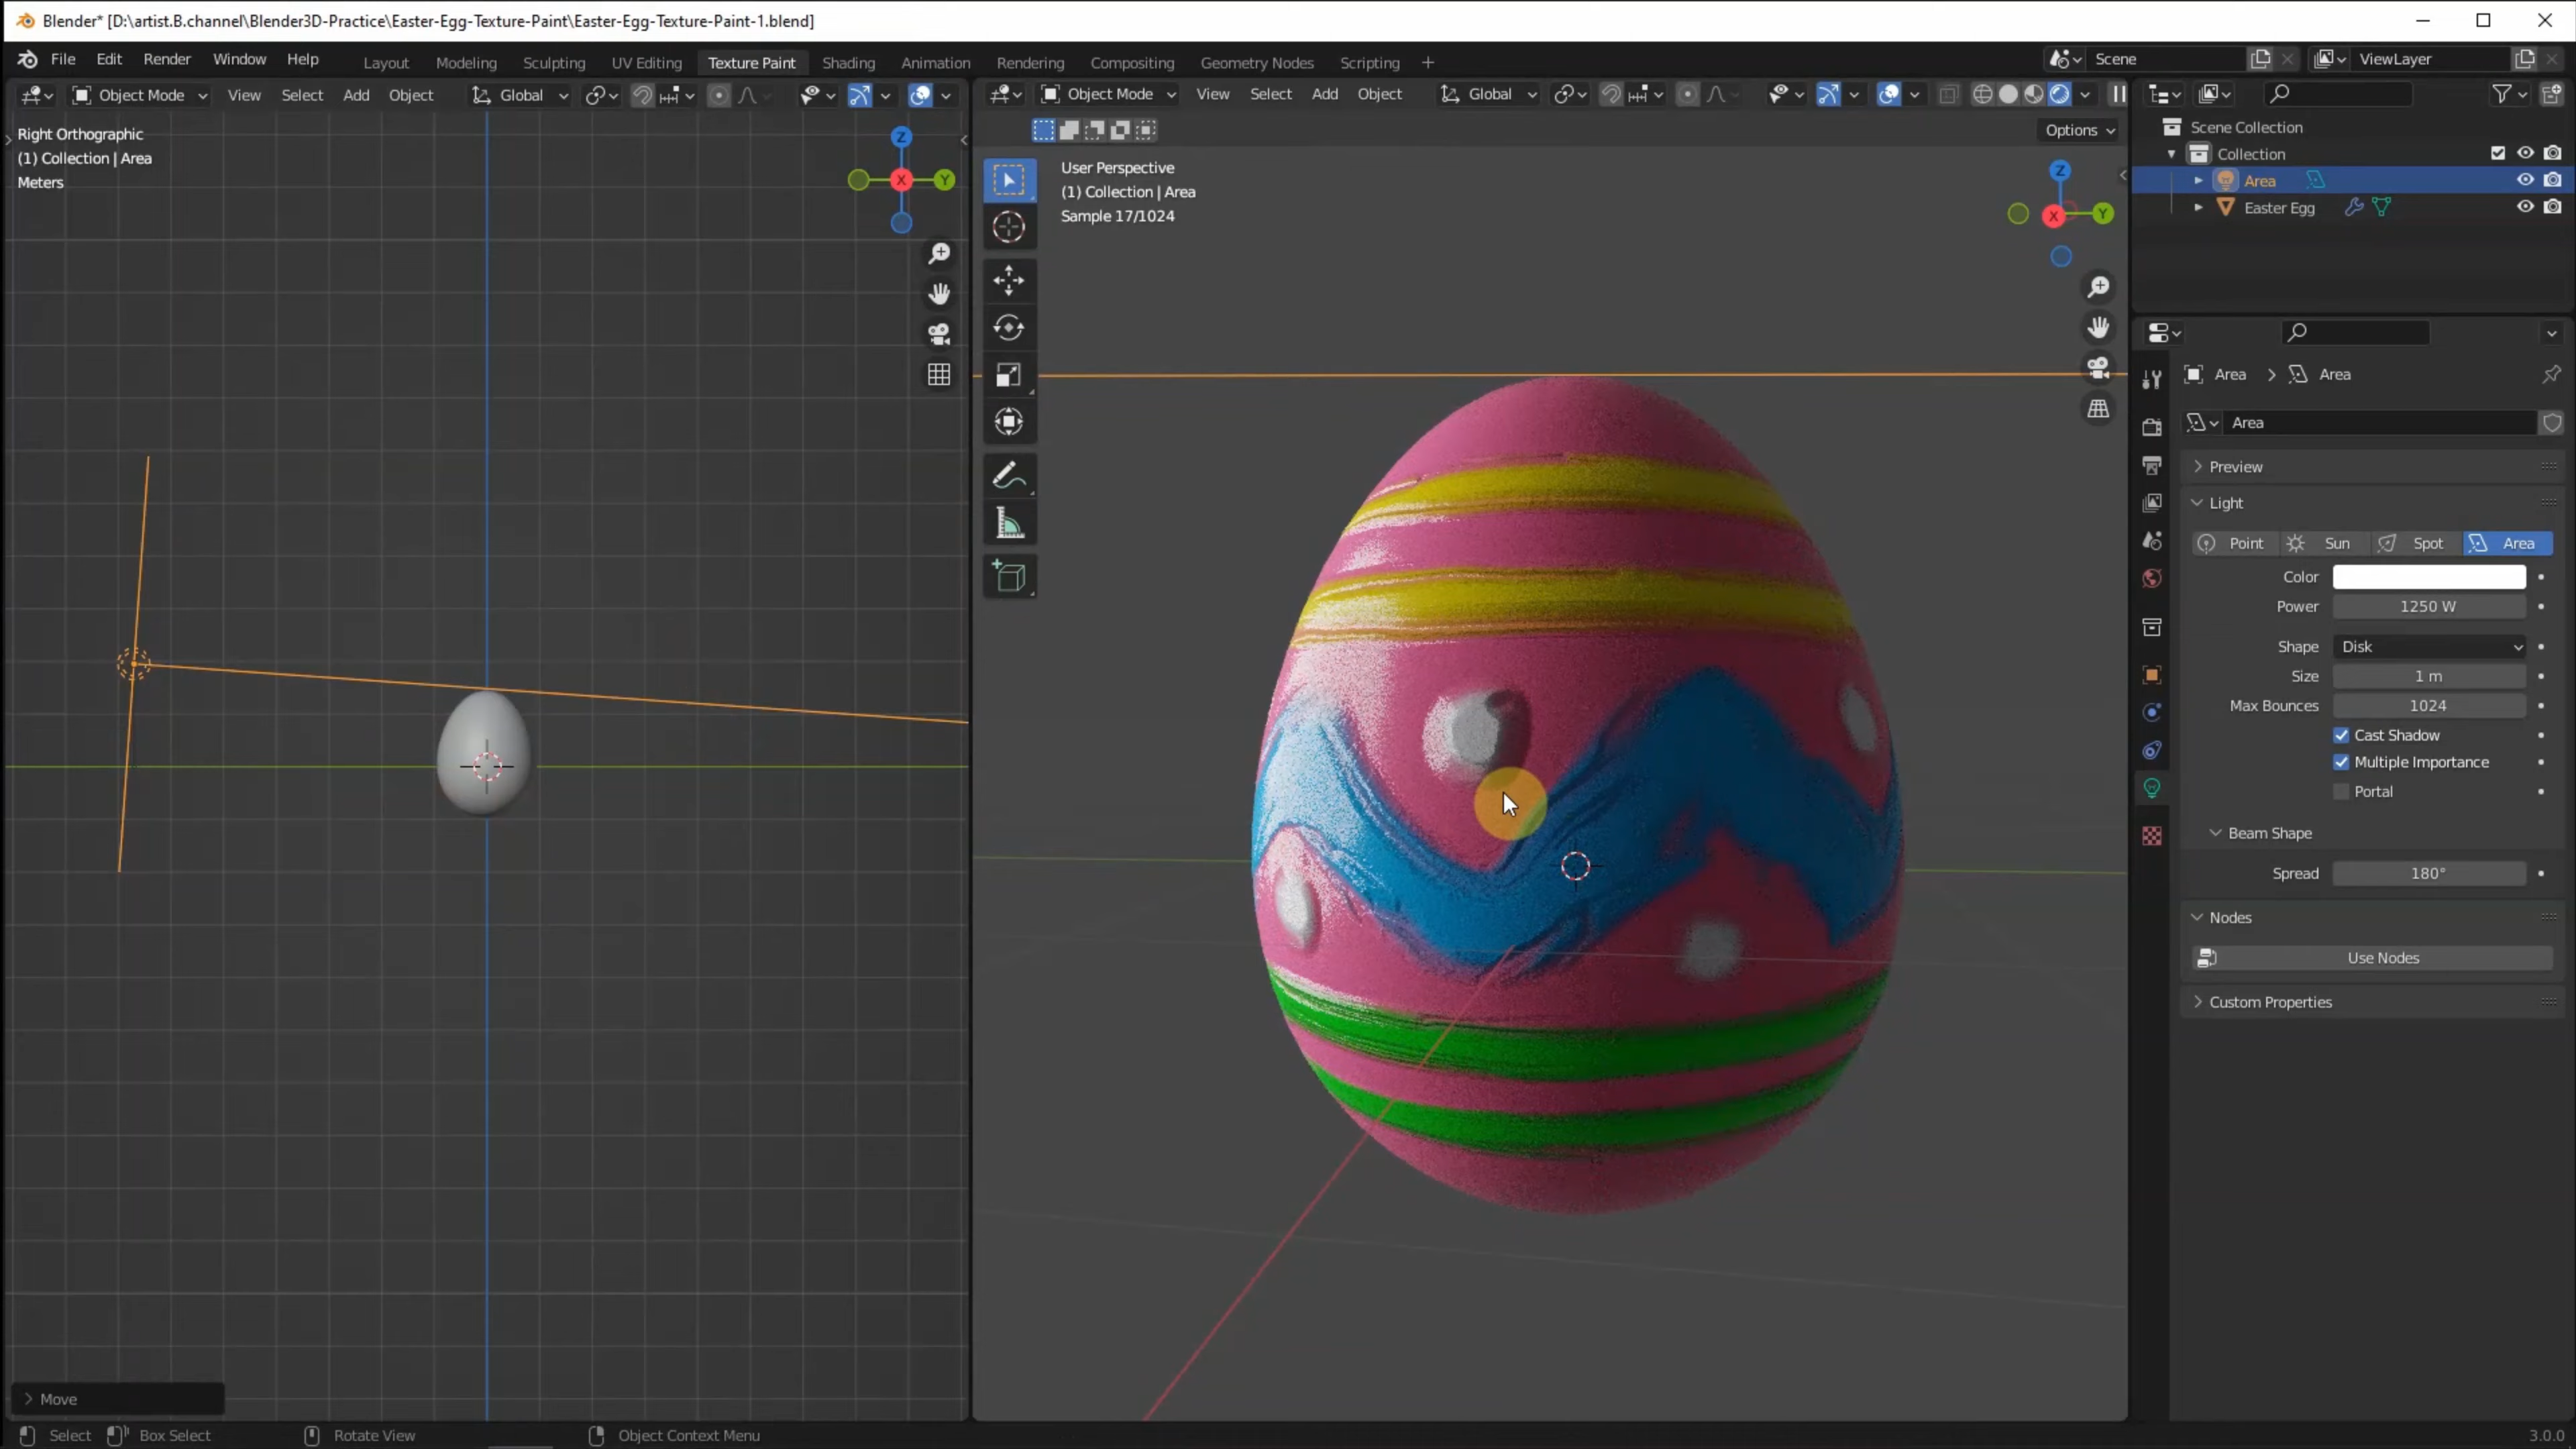 Blender* [D:\artist.B.channel\Blender3D-Practice\Easter-Egg-Texture-Paint\Easter-Egg-Texture-Paint-1.blend]
File Edit Render Window Help Layout Modeling Sculpting UV Editing Texture Paint Shading Animation Rendering Compositing Geometry Nodes Scripting + Scene ViewLayer
Object Mode View Select Add Object Global
Object Mode View Select Add Object Global
Options
Right Orthographic
(1) Collection | Area
Meters
Z
X
Y
User Perspective
(1) Collection | Area
Sample 17/1024
Z
X
Y
Scene Collection
Collection
Area
Easter Egg
Area > Area
Area
Preview
Light
Point Sun Spot Area
Color
Power 1250 W
Shape Disk
Size 1 m
Max Bounces 1024
Cast Shadow
Multiple Importance
Portal
Beam Shape
Spread 180°
Nodes
Use Nodes
Custom Properties
Move
Select Box Select Rotate View Object Context Menu 3.0.0